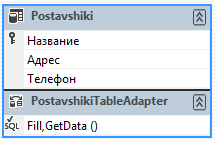 Postavshiki
Название
Адрес
Телефон
PostavshikiTableAdapter
SQL Fill,GetData ()